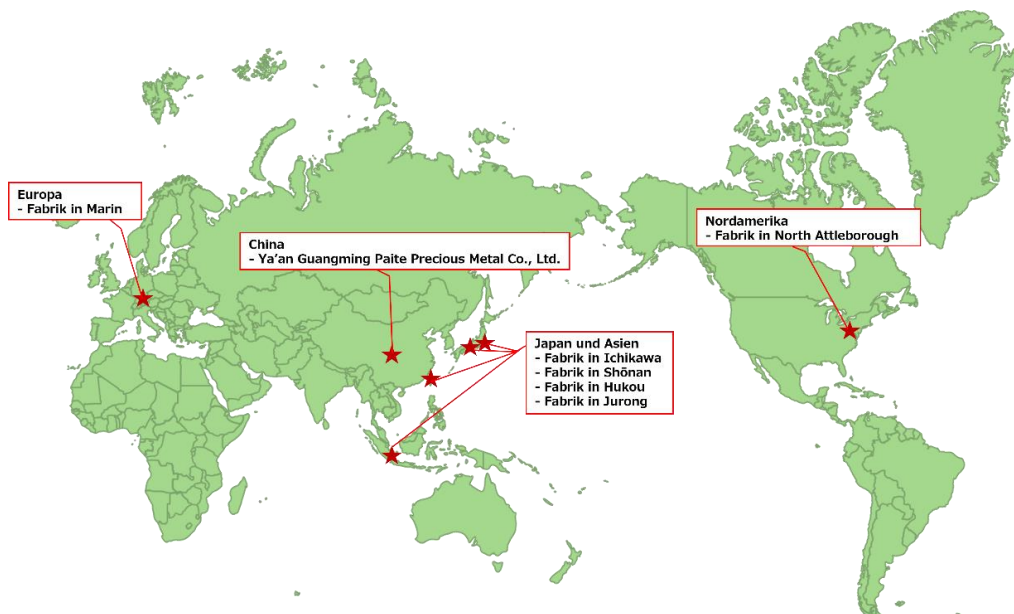 Europa
- Fabrik in Marin
China
- Ya’an Guangming Paite Precious Metal Co., Ltd.
Nordamerika
- Fabrik in North Attleborough
Japan und Asien
- Fabrik in Ichikawa
- Fabrik in Shōnan
- Fabrik in Hukou
- Fabrik in Jurong